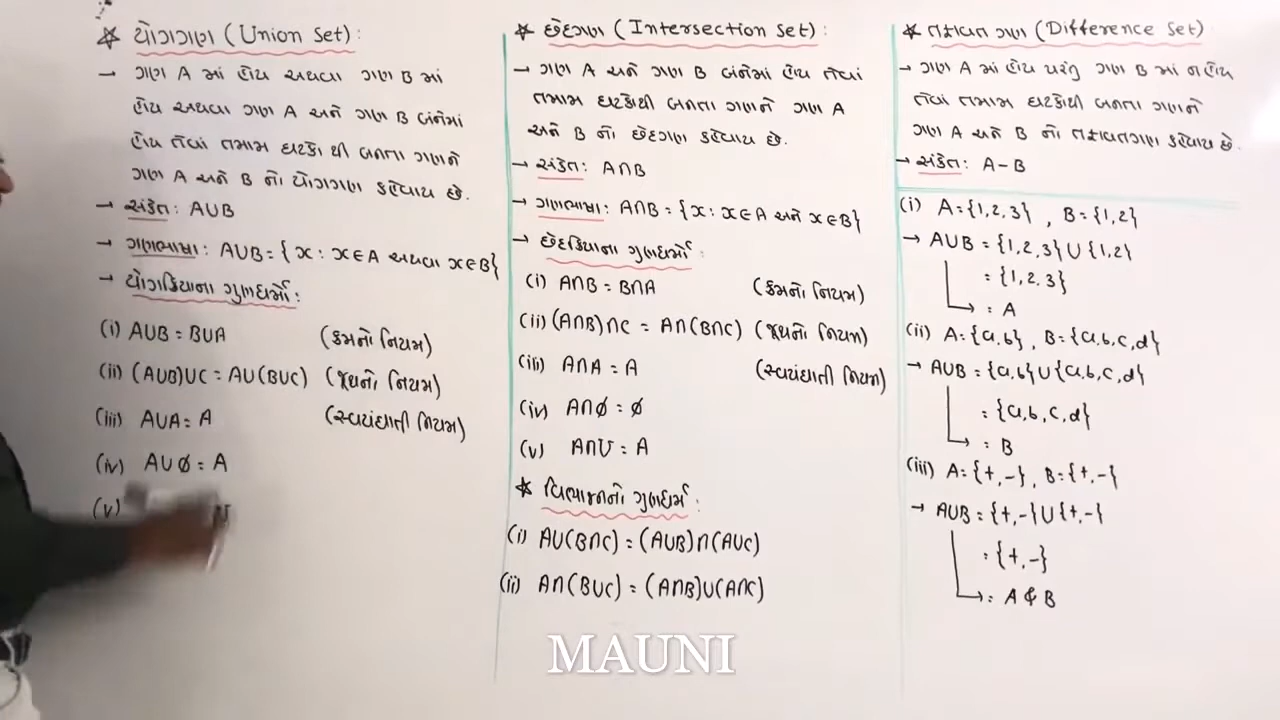 ☆ યોગગણ (Union Set):
→ ગણ A માં હોય અથવા ગણ B માં
હોય અથવા ગણ A અને ગણ B બંનેમાં
હોય તેવાં તમામ ઘટકો થી બનતા ગણને
ગણ A અને B નો યોગગણ કહેવાય છે.
→ સંકેત: A∪B
→ ગણભાષા: A∪B = {x : x∈A અથવા x∈B}
→ યોગક્રિયાના ગુણધર્મો:
(i) A∪B = B∪A (ક્રમનો નિયમ)
(ii) (A∪B)∪C = A∪(B∪C) (જૂથનો નિયમ)
(iii) A∪A = A (સ્વયંઘાતી નિયમ)
(iv) A∪ϕ = A
(v) U
☆ છેદગણ (Intersection Set):
→ ગણ A અને ગણ B બંનેમાં હોય તેવાં
તમામ ઘટકોથી બનતા ગણને ગણ A
અને B નો છેદગણ કહેવાય છે.
→ સંકેત: A∩B
→ ગણભાષા: A∩B = {x : x∈A અને x∈B}
→ છેદક્રિયાના ગુણધર્મો:
(i) A∩B = B∩A (ક્રમનો નિયમ)
(ii) (A∩B)∩C = A∩(B∩C) (જૂથનો નિયમ)
(iii) A∩A = A (સ્વયંઘાતી નિયમ)
(iv) A∩ϕ = ϕ
(v) A∩U = A
☆ વિભાજનનો ગુણધર્મ:
(i) A∪(B∩C) = (A∪B)∩(A∪C)
(ii) A∩(B∪C) = (A∩B)∪(A∩C)
☆ તફાવત ગણ (Difference Set):
→ ગણ A માં હોય પરંતુ ગણ B માં ન હોય
તેવાં તમામ ઘટકોથી બનતા ગણને
ગણ A અને B નો તફાવતગણ કહેવાય છે.
→ સંકેત: A-B
(i) A={1,2,3} , B={1,2}
→ A∪B = {1,2,3}∪{1,2}
= {1,2,3}
→ = A
(ii) A={a,b} , B={a,b,c,d}
→ A∪B = {a,b}∪{a,b,c,d}
= {a,b,c,d}
→ = B
(iii) A={+,-} , B={+,-}
→ A∪B = {+,-}∪{+,-}
= {+,-}
→ = A & B
MAUNI